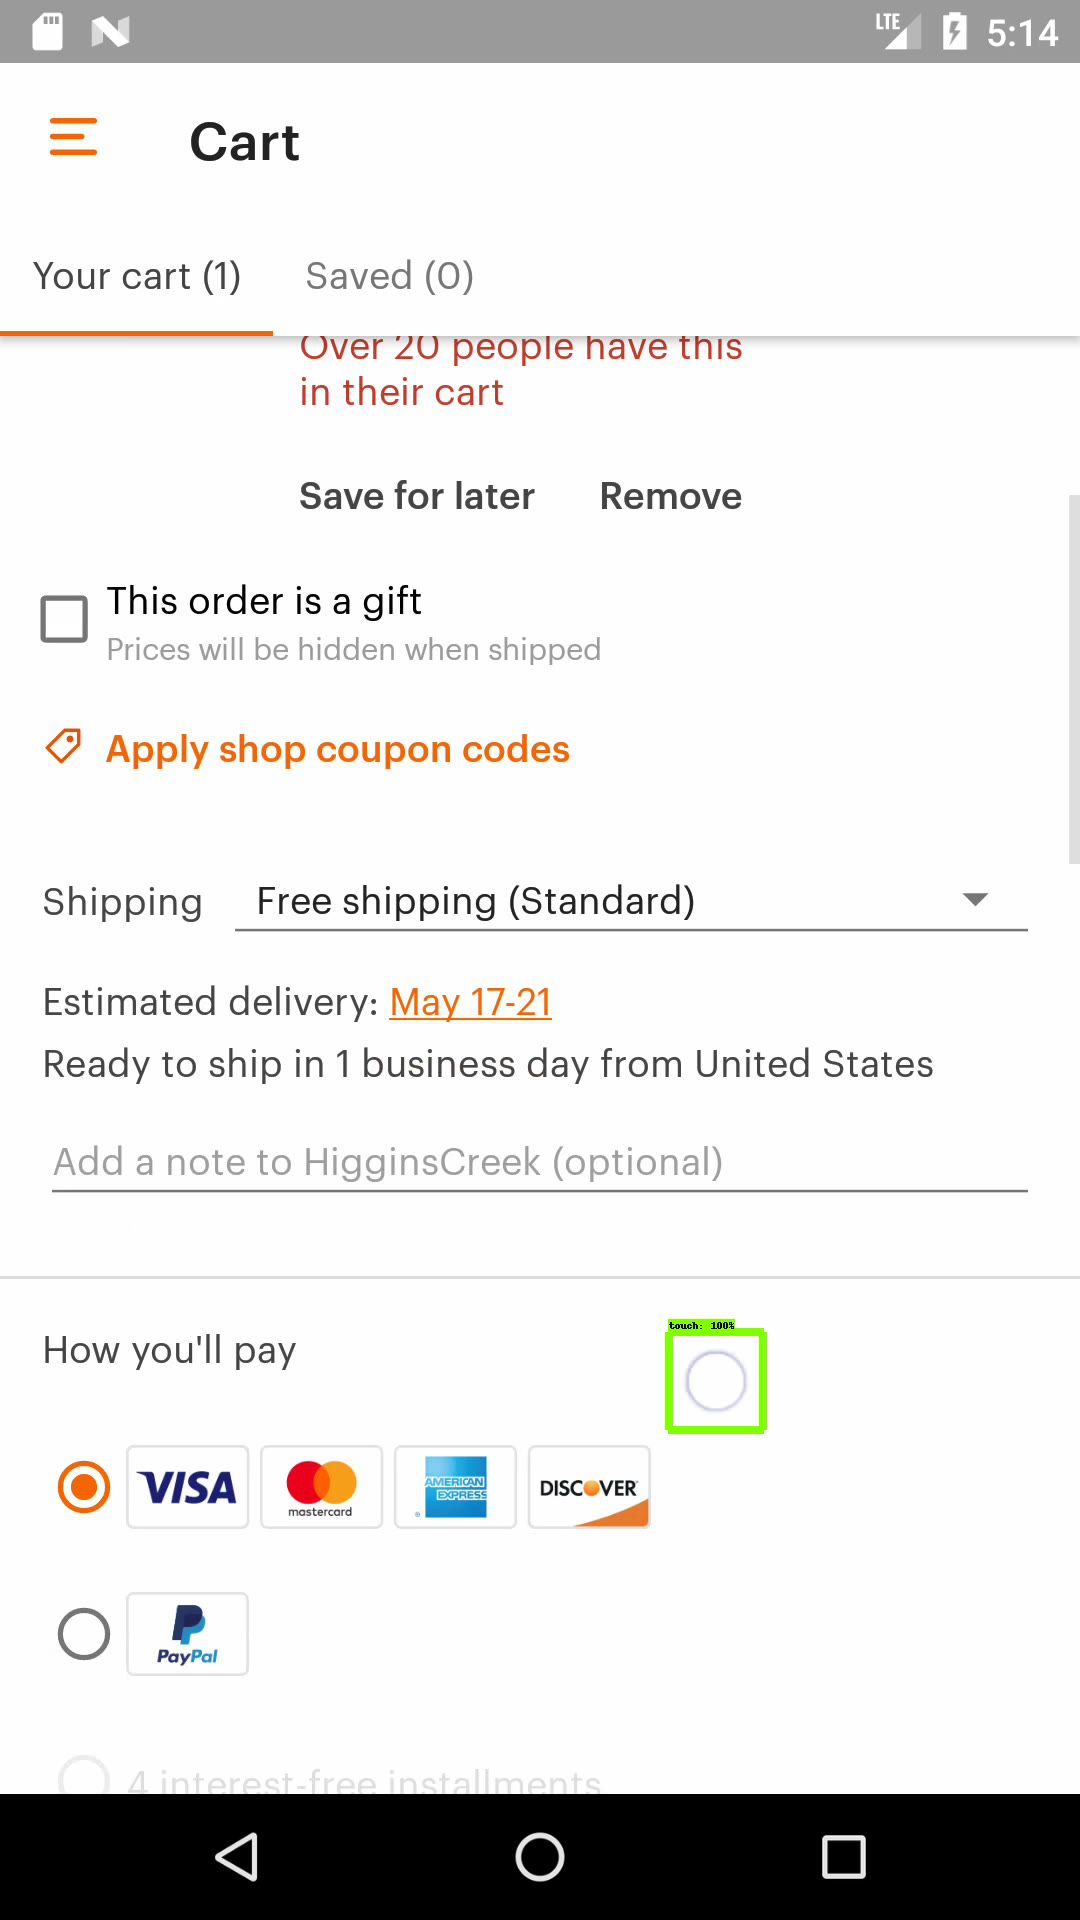 LTE 5:14
Cart
Your cart (1) Saved (0)
Over 20 people have this
in their cart
Save for later Remove
This order is a gift
Prices will be hidden when shipped
Apply shop coupon codes
Shipping Free shipping (Standard)
Estimated delivery: May 17-21
Ready to ship in 1 business day from United States
Add a note to HigginsCreek (optional)
touch: 100%
How you'll pay
VISA mastercard AMERICAN EXPRESS DISCOVER
PayPal
4 interest-free installments